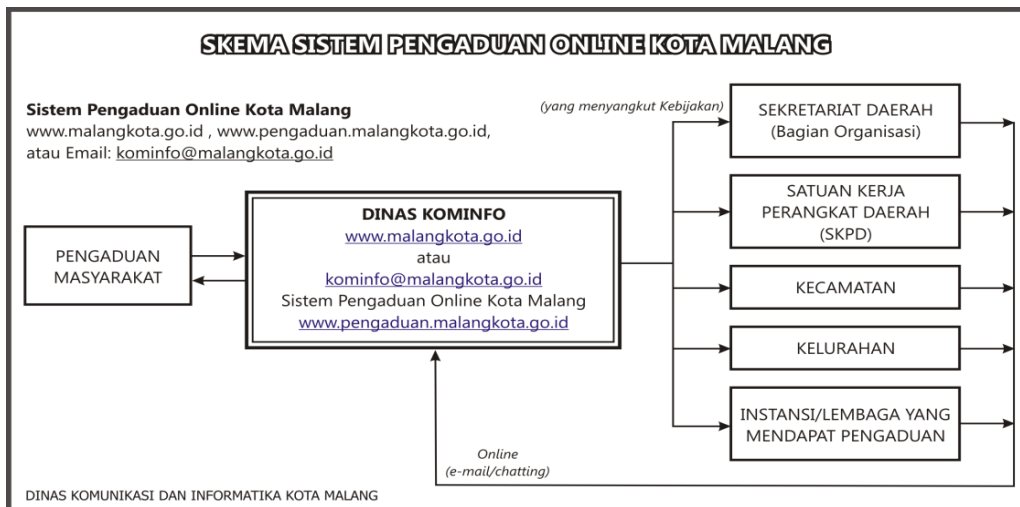 SKEMA SISTEM PENGADUAN ONLINE KOTA MALANG
Sistem Pengaduan Online Kota Malang
www.malangkota.go.id , www.pengaduan.malangkota.go.id,
atau Email: kominfo@malangkota.go.id
(yang menyangkut Kebijakan)
SEKRETARIAT DAERAH
(Bagian Organisasi)
SATUAN KERJA
PERANGKAT DAERAH
(SKPD)
PENGADUAN
MASYARAKAT
DINAS KOMINFO
www.malangkota.go.id
atau
kominfo@malangkota.go.id
Sistem Pengaduan Online Kota Malang
www.pengaduan.malangkota.go.id
KECAMATAN
KELURAHAN
INSTANSI/LEMBAGA YANG
MENDAPAT PENGADUAN
Online
(e-mail/chatting)
DINAS KOMUNIKASI DAN INFORMATIKA KOTA MALANG